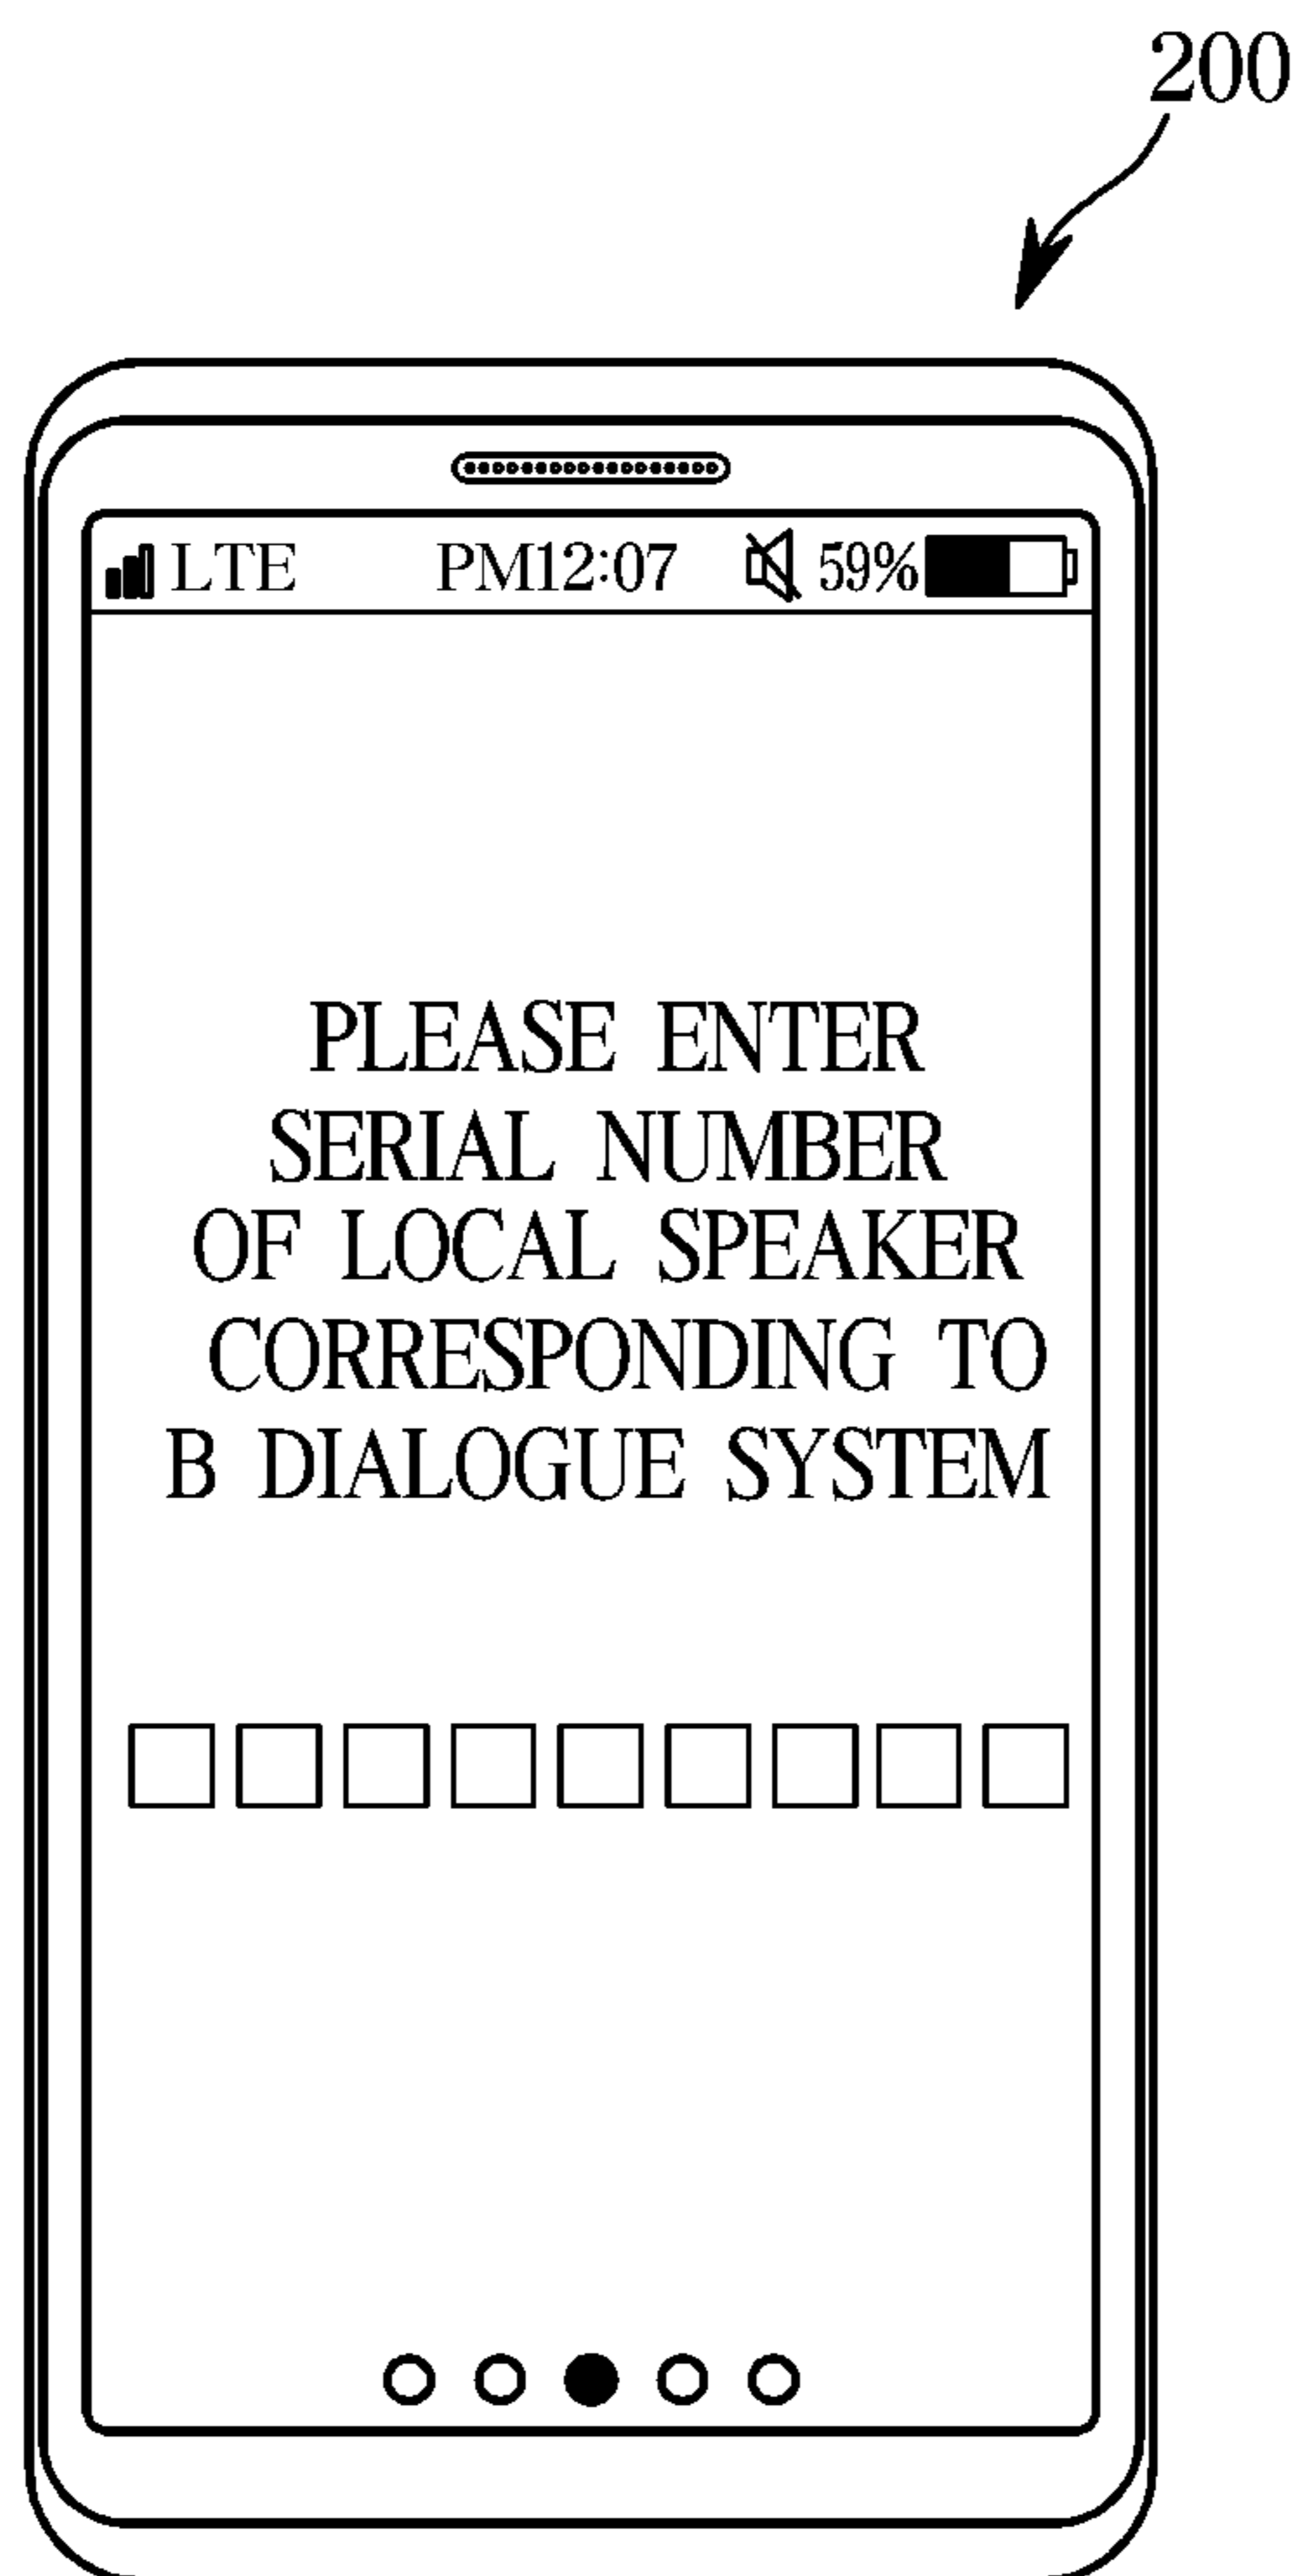 200
LTE PM12:07 59%
PLEASE ENTER
SERIAL NUMBER
OF LOCAL SPEAKER
CORRESPONDING TO
B DIALOGUE SYSTEM